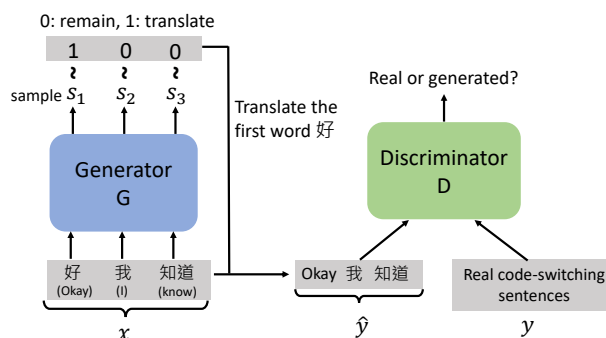 0: remain, 1: translate
1 0 0
~ ~ ~
sample s₁ s₂ s₃
Generator
G
好 我 知道
(Okay) (I) (know)
x
Translate the
first word 好
Okay 我 知道
ŷ
Real or generated?
Discriminator
D
Real code-switching
sentences
y